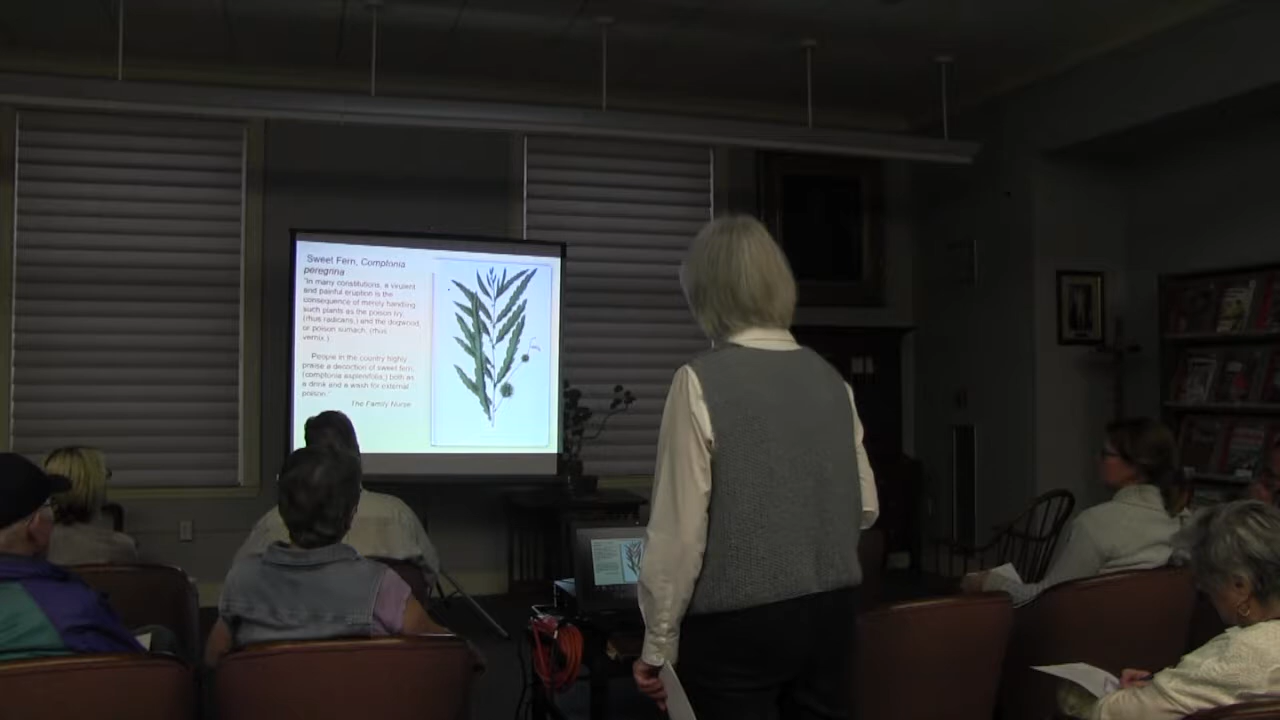 Sweet Fern, Comptonia
peregrina
"In many constitutions, a virulent
and painful eruption is the
consequence of merely handling
such plants as the poison ivy,
(rhus radicans,) and the dogwood,
or poison sumach, (rhus
vernix.)
People in the country highly
praise a decoction of sweet fern,
(comptonia asplenifolia,) both as
a drink and a wash for external
poison."
The Family Nurse